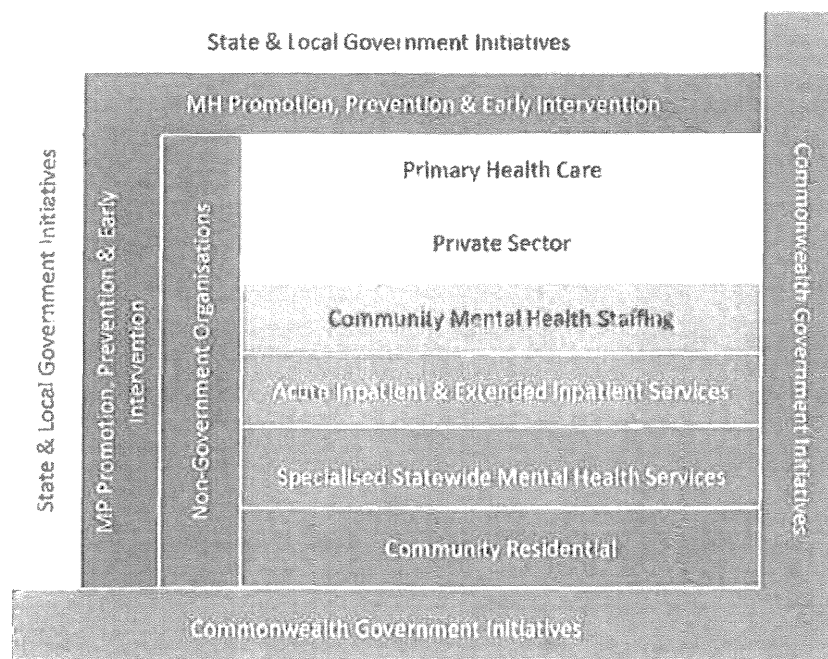 State & Local Government Initiatives
MH Promotion, Prevention & Early Intervention
State & Local Government Initiatives
MP Promotion, Prevention & Early
Intervention
Non-Government Organisations
Primary Health Care
Private Sector
Community Mental Health Staffing
Acute Inpatient & Extended Inpatient Services
Specialised Statewide Mental Health Services
Community Residential
Commonwealth Government Initiatives
Commonwealth Government Initiatives